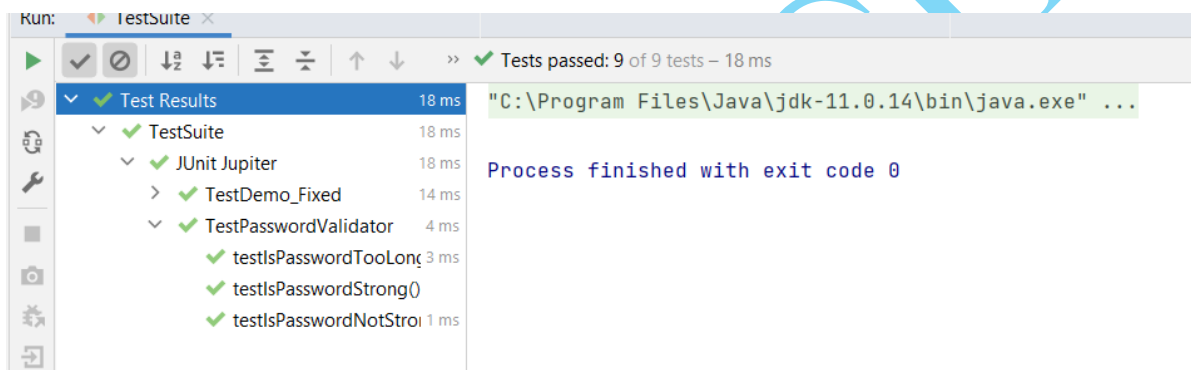 Run: TestSuite
Tests passed: 9 of 9 tests – 18 ms
Test Results 18 ms
TestSuite 18 ms
JUnit Jupiter 18 ms
TestDemo_Fixed 14 ms
TestPasswordValidator 4 ms
testIsPasswordTooLong 3 ms
testIsPasswordStrong()
testIsPasswordNotStro 1 ms
"C:\Program Files\Java\jdk-11.0.14\bin\java.exe" ...
Process finished with exit code 0